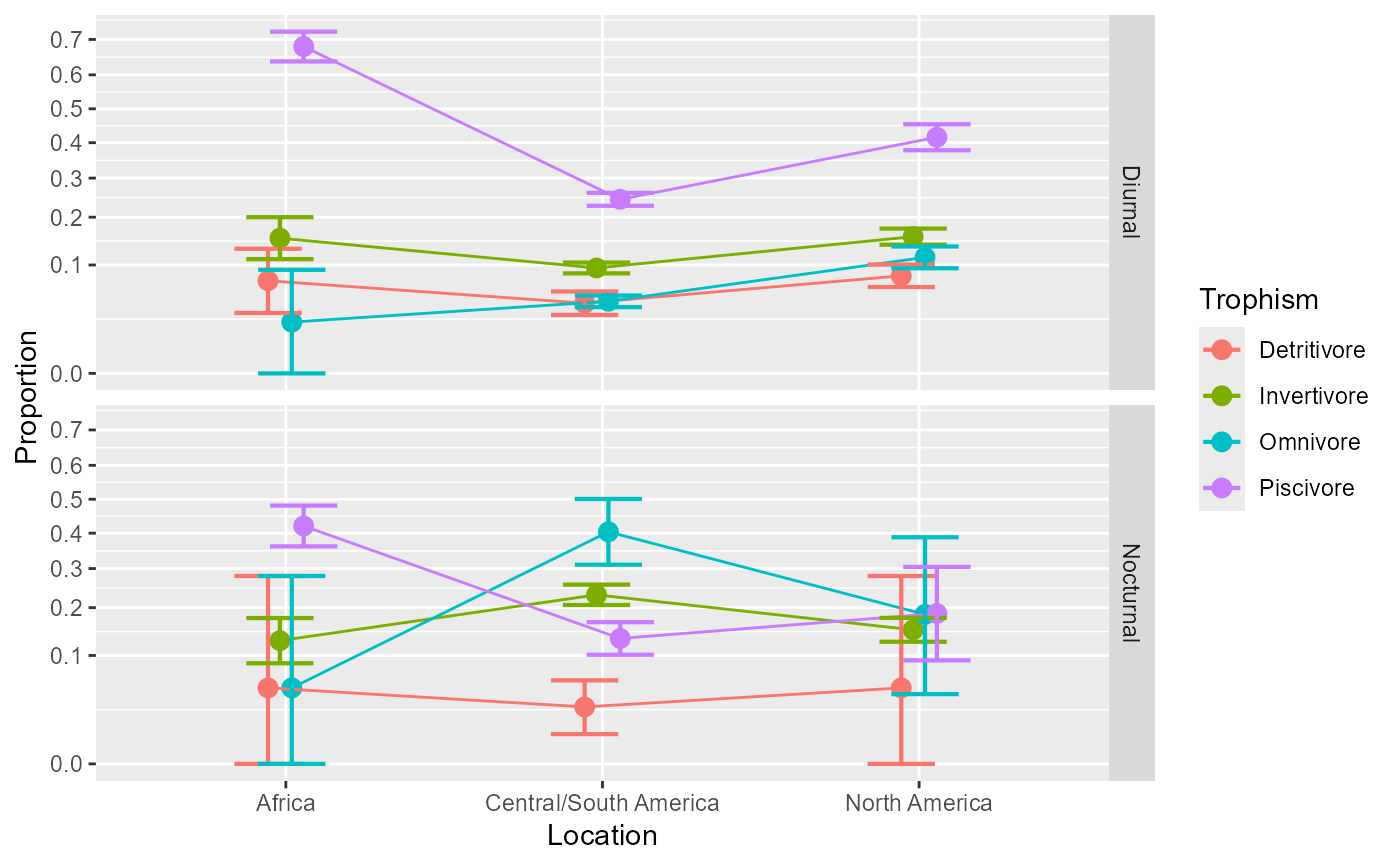 0.7
0.6
0.5
0.4
0.3
0.2
0.1
0.0
Diurnal
0.7
0.6
0.5
0.4
0.3
0.2
0.1
0.0
Nocturnal
Proportion
Africa
Central/South America
North America
Location
Trophism
Detritivore
Invertivore
Omnivore
Piscivore